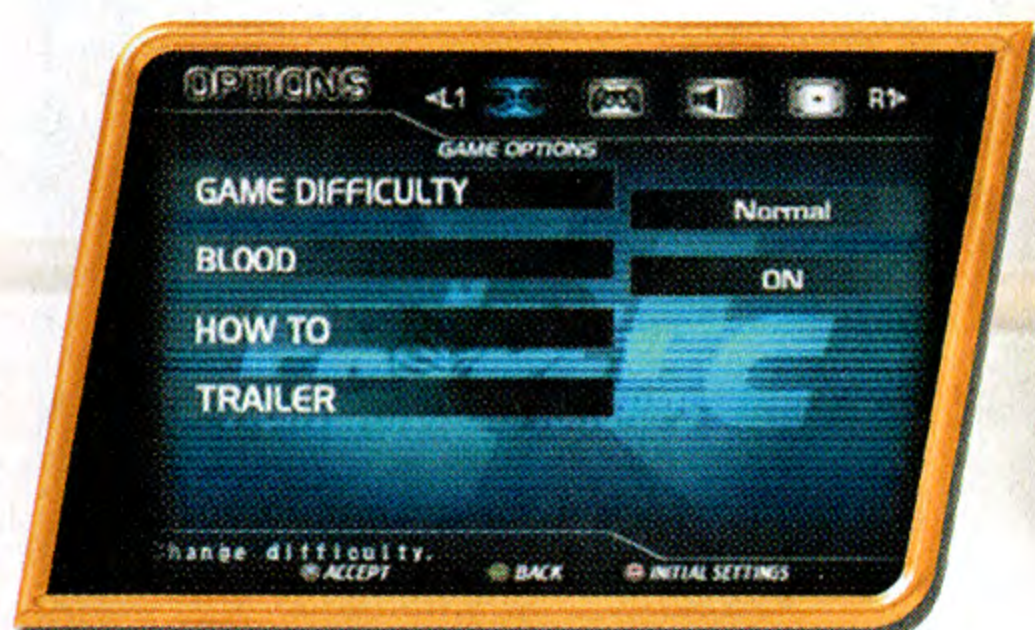 OPTIONS
◄L1 R1►
GAME OPTIONS
GAME DIFFICULTY Normal
BLOOD ON
HOW TO
TRAILER
hange difficulty.
ACCEPT BACK INITIAL SETTINGS